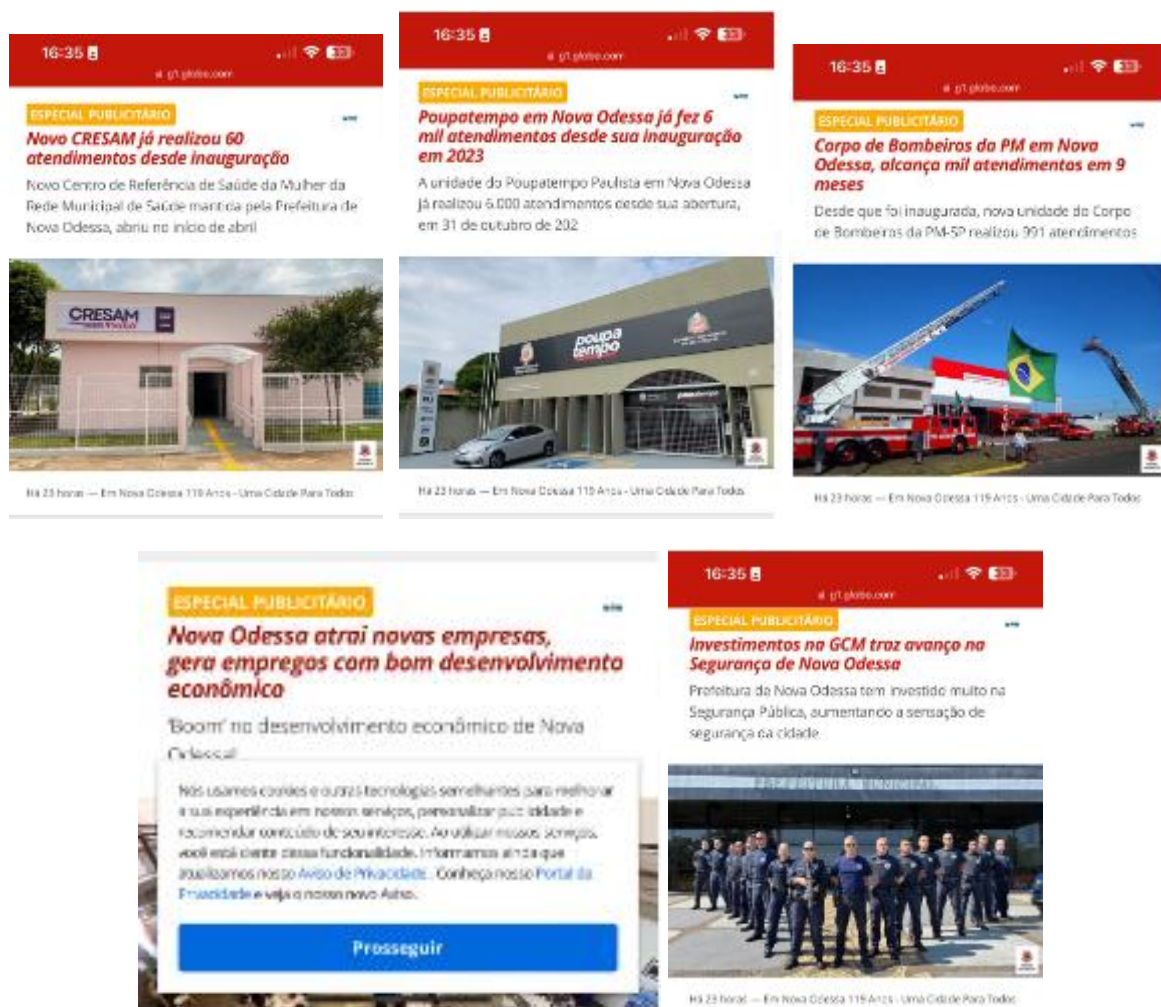 16:35
g1.globo.com
ESPECIAL PUBLICITÁRIO
Novo CRESAM já realizou 60
atendimentos desde inauguração
Novo Centro de Referência de Saúde da Mulher da
Rede Municipal de Saúde mantida pela Prefeitura de
Nova Odessa, abriu no início de abril
CRESAM
Há 23 horas — Em Nova Odessa 119 Anos - Uma Cidade Para Todos
16:35
33
g1.globo.com
ESPECIAL PUBLICITÁRIO
Poupatempo em Nova Odessa já fez 6
mil atendimentos desde sua inauguração
em 2023
A unidade do Poupatempo Paulista em Nova Odessa
já realizou 6.000 atendimentos desde sua abertura,
em 31 de outubro de 202
poupa
tempo
Há 23 horas — Em Nova Odessa 119 Anos - Uma Cidade Para Todos
16:35
33
g1.globo.com
ESPECIAL PUBLICITÁRIO
Corpo de Bombeiros da PM em Nova
Odessa, alcança mil atendimentos em 9
meses
Desde que foi inaugurada, nova unidade do Corpo
de Bombeiros da PM-SP realizou 991 atendimentos
Há 23 horas — Em Nova Odessa 119 Anos - Uma Cidade Para Todos
ESPECIAL PUBLICITÁRIO
Nova Odessa atrai novas empresas,
gera empregos com bom desenvolvimento
econômico
'Boom' no desenvolvimento econômico de Nova
Odessa!
Nós usamos cookies e outras tecnologias semelhantes para melhorar
a sua experiência em nossos serviços, personalizar publicidade e
recomendar conteúdo de seu interesse. Ao utilizar nossos serviços,
você está ciente dessa funcionalidade. Informamos ainda que
atualizamos nosso Aviso de Privacidade. Conheça nosso Portal da
Privacidade e veja o nosso novo Aviso.
Prosseguir
16:35
33
g1.globo.com
ESPECIAL PUBLICITÁRIO
Investimentos na GCM traz avanço na
Segurança de Nova Odessa
Prefeitura de Nova Odessa tem investido muito na
Segurança Pública, aumentando a sensação de
segurança da cidade
PREFEITURA MUNICIPAL
Há 23 horas — Em Nova Odessa 119 Anos - Uma Cidade Para Todos